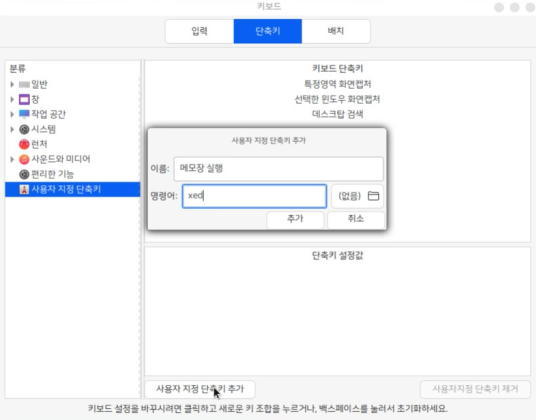 키보드
입력
단축키
배치
분류
일반
창
작업 공간
시스템
런처
사운드와 미디어
편리한 기능
사용자 지정 단축키
키보드 단축키
특정영역 화면캡처
선택한 윈도우 화면캡처
데스크탑 검색
사용자 지정 단축키 추가
이름:
메모장 실행
명령어:
xed
(없음)
추가
취소
단축키 설정값
사용자 지정 단축키 추가
사용자지정 단축키 제거
키보드 설정을 바꾸시려면 클릭하고 새로운 키 조합을 누르거나, 백스페이스를 눌러서 초기화하세요.